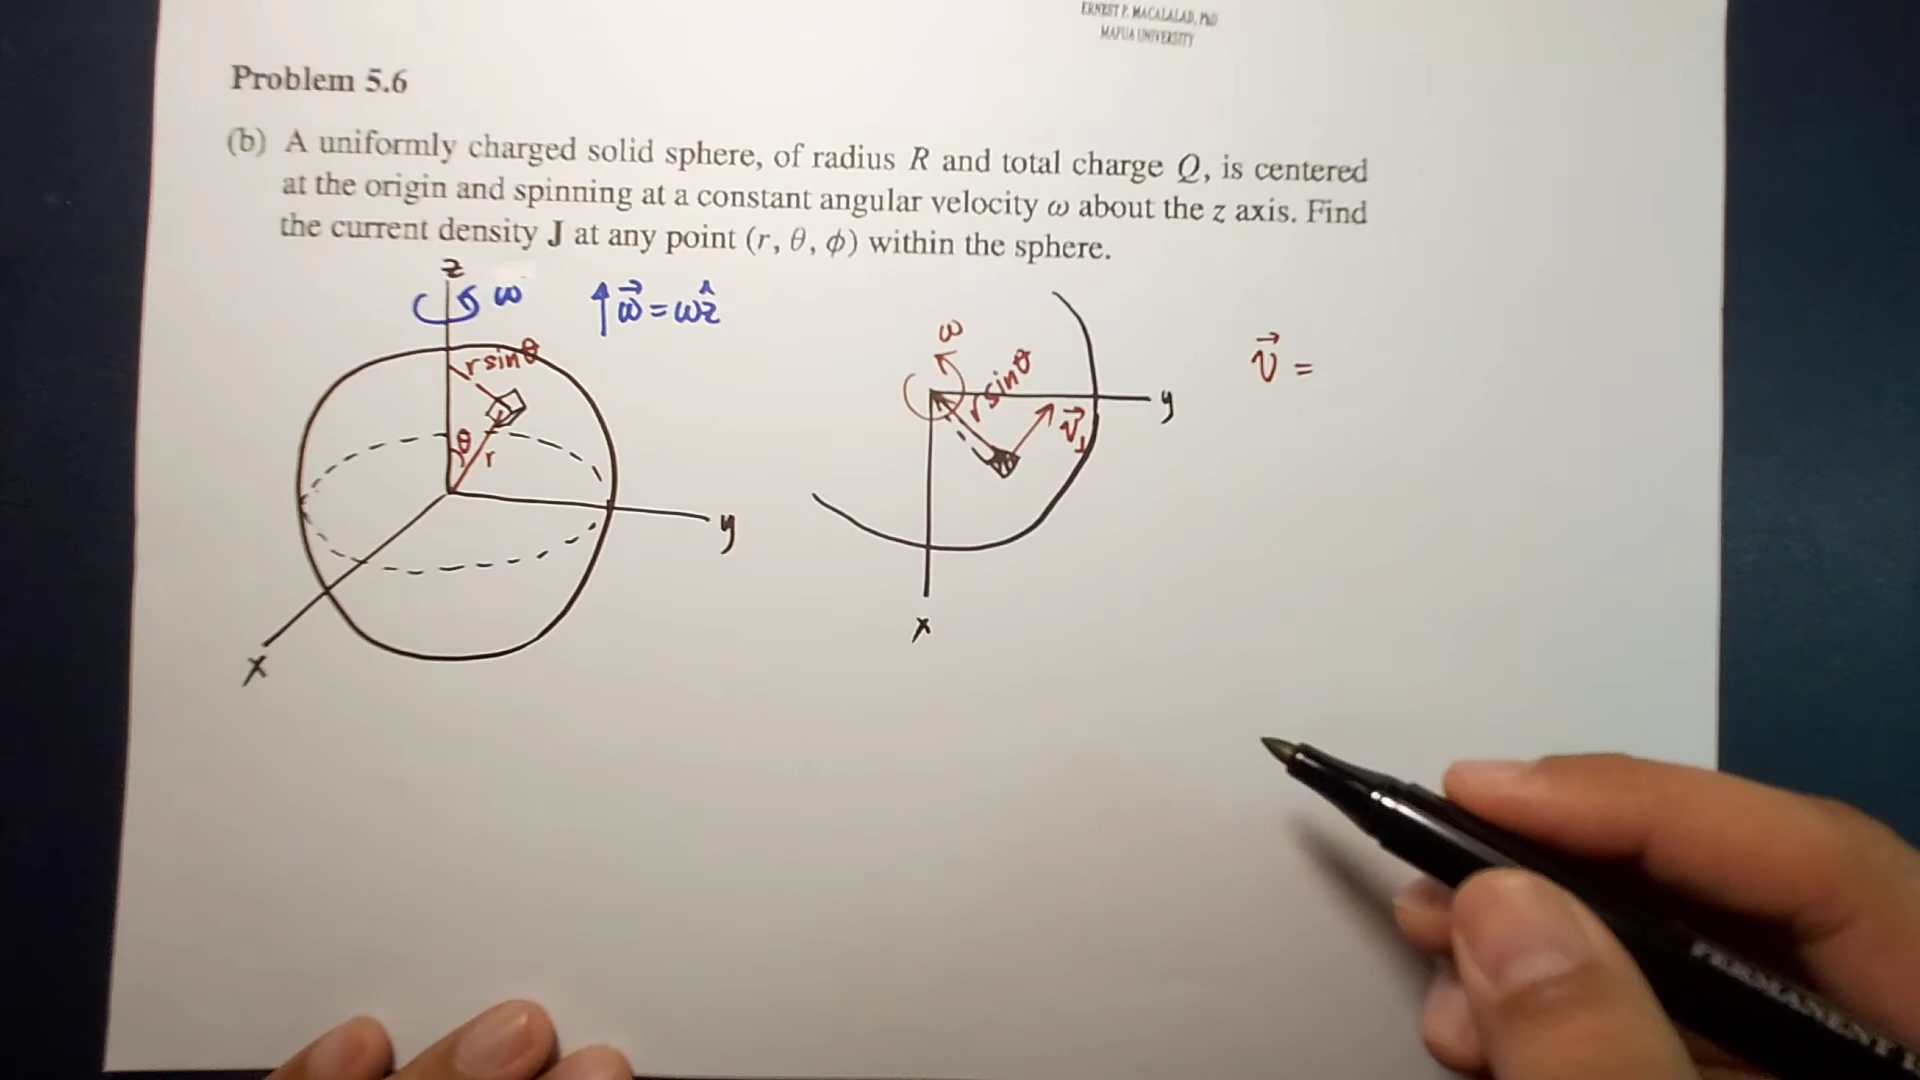 ERNEST P. MACALALAD, PhD
MAPUA UNIVERSITY
Problem 5.6
(b) A uniformly charged solid sphere, of radius R and total charge Q, is centered
at the origin and spinning at a constant angular velocity ω about the z axis. Find
the current density J at any point (r, θ, ϕ) within the sphere.
z
ω
↑ω⃗ = ωẑ
r sinθ
θ
r
y
x
ω
r sinθ
v⃗⊥
y
x
v⃗ =
PERMANENT